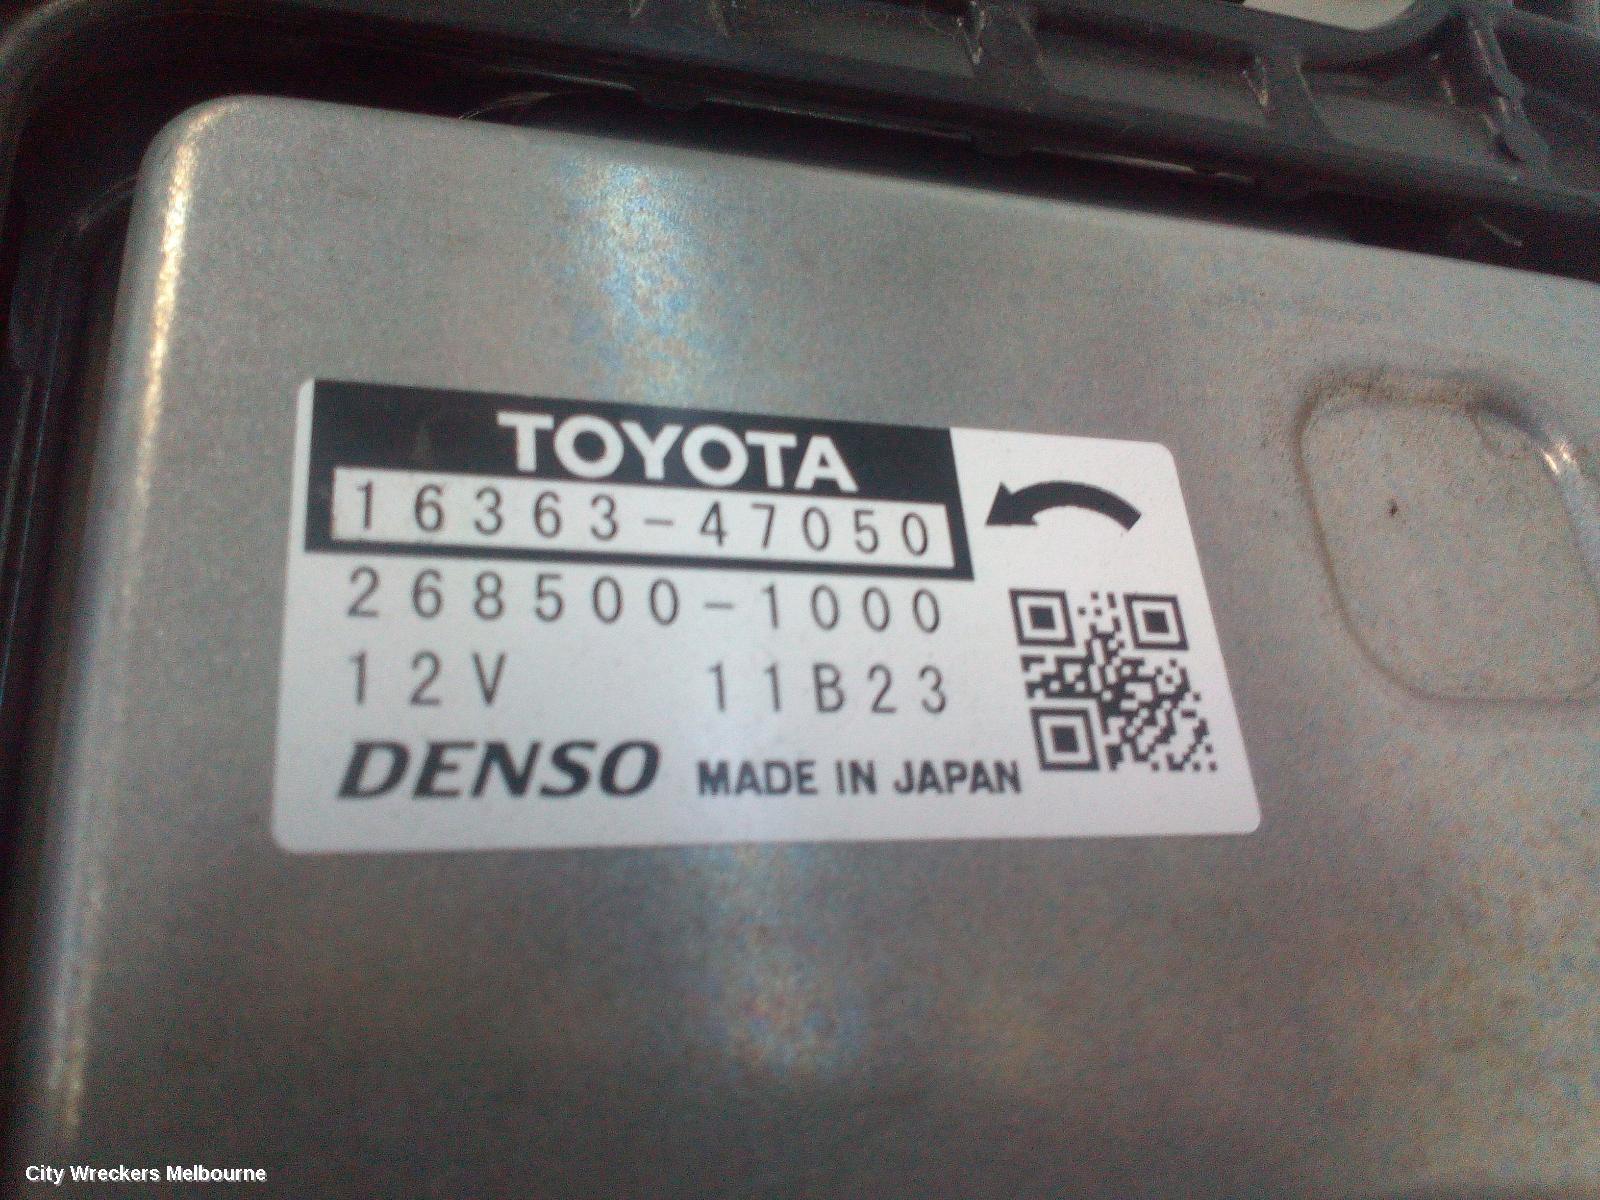 TOYOTA
16363-47050
268500-1000
12V 11B23
DENSO MADE IN JAPAN
City Wreckers Melbourne